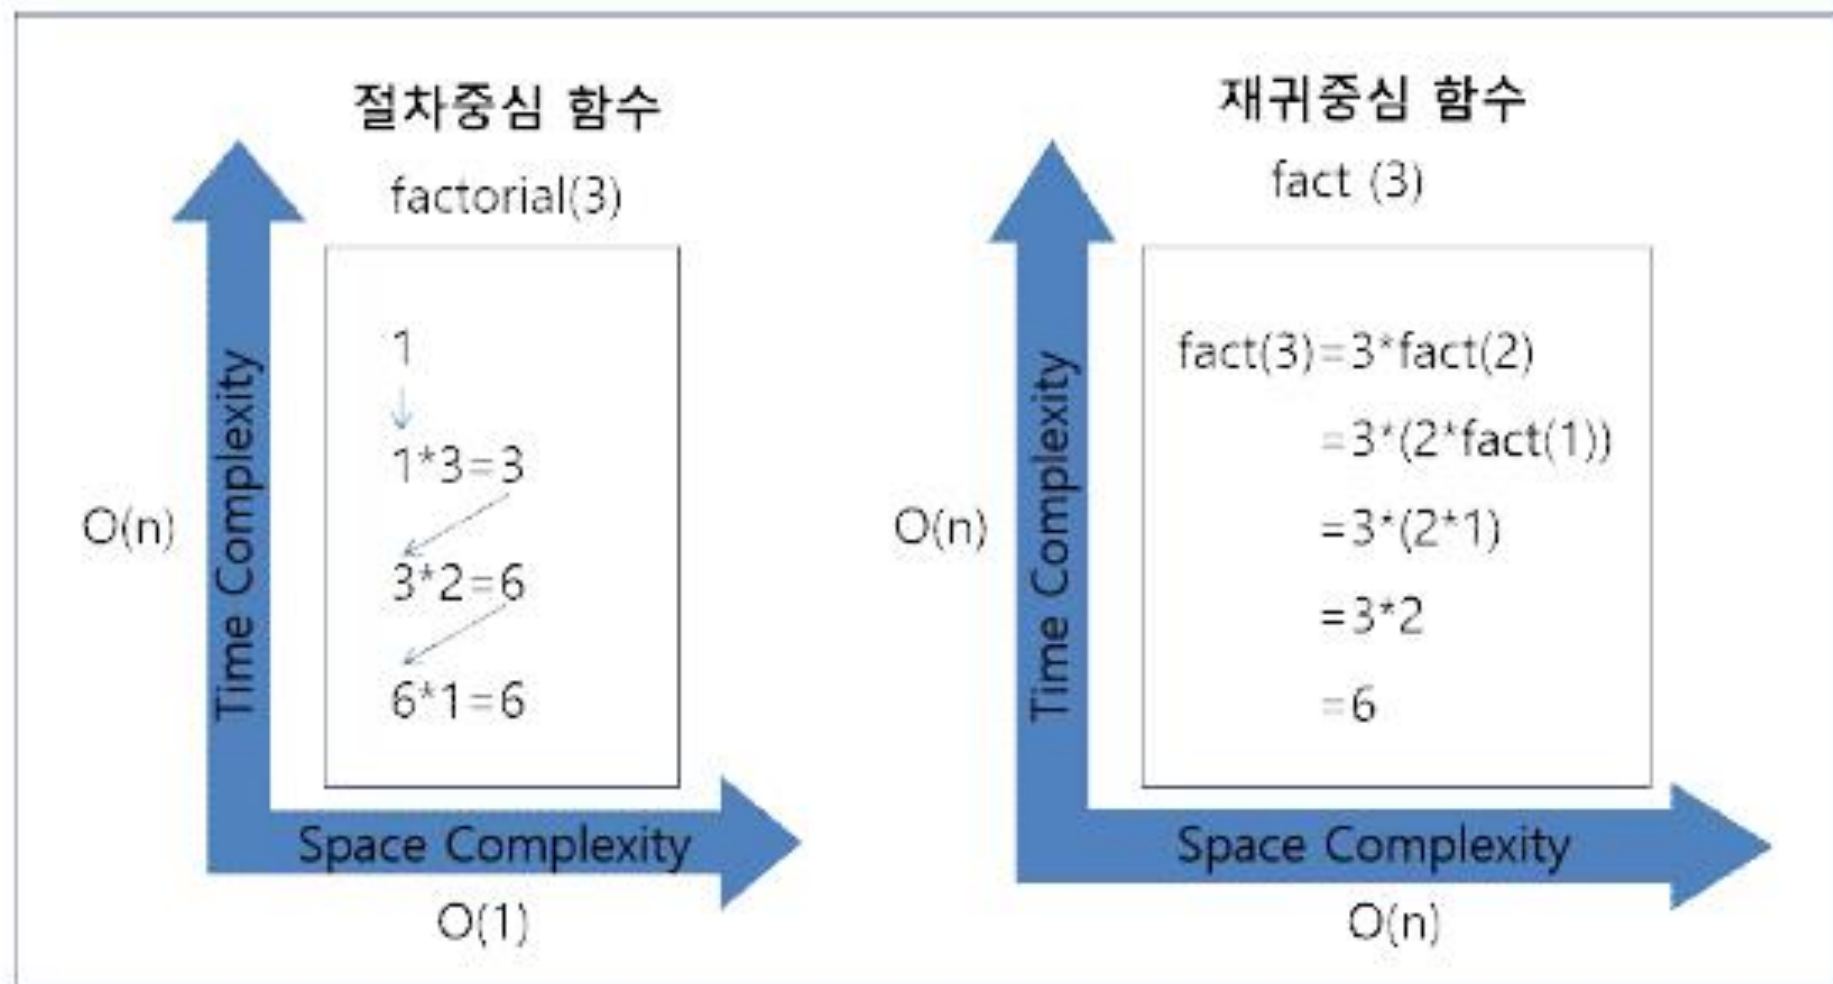 절차중심 함수
factorial(3)
1
1*3=3
3*2=6
6*1=6
O(n)
Time Complexity
Space Complexity
O(1)
재귀중심 함수
fact (3)
fact(3)=3*fact(2)
=3*(2*fact(1))
=3*(2*1)
=3*2
=6
O(n)
Time Complexity
Space Complexity
O(n)